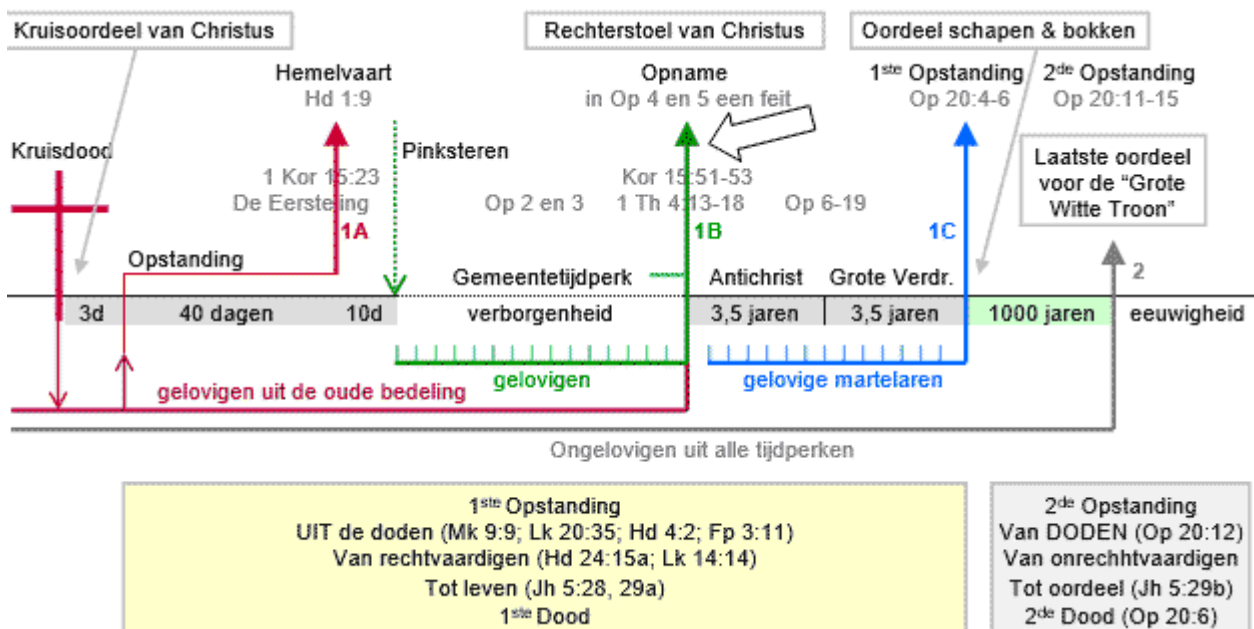 Kruisoordeel van Christus
Rechterstoel van Christus
Oordeel schapen & bokken
Hemelvaart
Hd 1:9
Opname
in Op 4 en 5 een feit
1ste Opstanding
Op 20:4-6
2de Opstanding
Op 20:11-15
Kruisdood
Pinksteren
Laatste oordeel
voor de “Grote
Witte Troon”
1 Kor 15:23
De Eersteling
Kor 15:51-53
Op 2 en 3
1 Th 4:13-18
Op 6-19
1A
1B
1C
2
Opstanding
Gemeentetijdperk
Antichrist
Grote Verdr.
3d
40 dagen
10d
verborgenheid
3,5 jaren
3,5 jaren
1000 jaren
eeuwigheid
gelovigen uit de oude bedeling
gelovigen
gelovige martelaren
Ongelovigen uit alle tijdperken
1ste Opstanding
UIT de doden (Mk 9:9; Lk 20:35; Hd 4:2; Fp 3:11)
Van rechtvaardigen (Hd 24:15a; Lk 14:14)
Tot leven (Jh 5:28, 29a)
1ste Dood
2de Opstanding
Van DODEN (Op 20:12)
Van onrechhtvaardigen
Tot oordeel (Jh 5:29b)
2de Dood (Op 20:6)